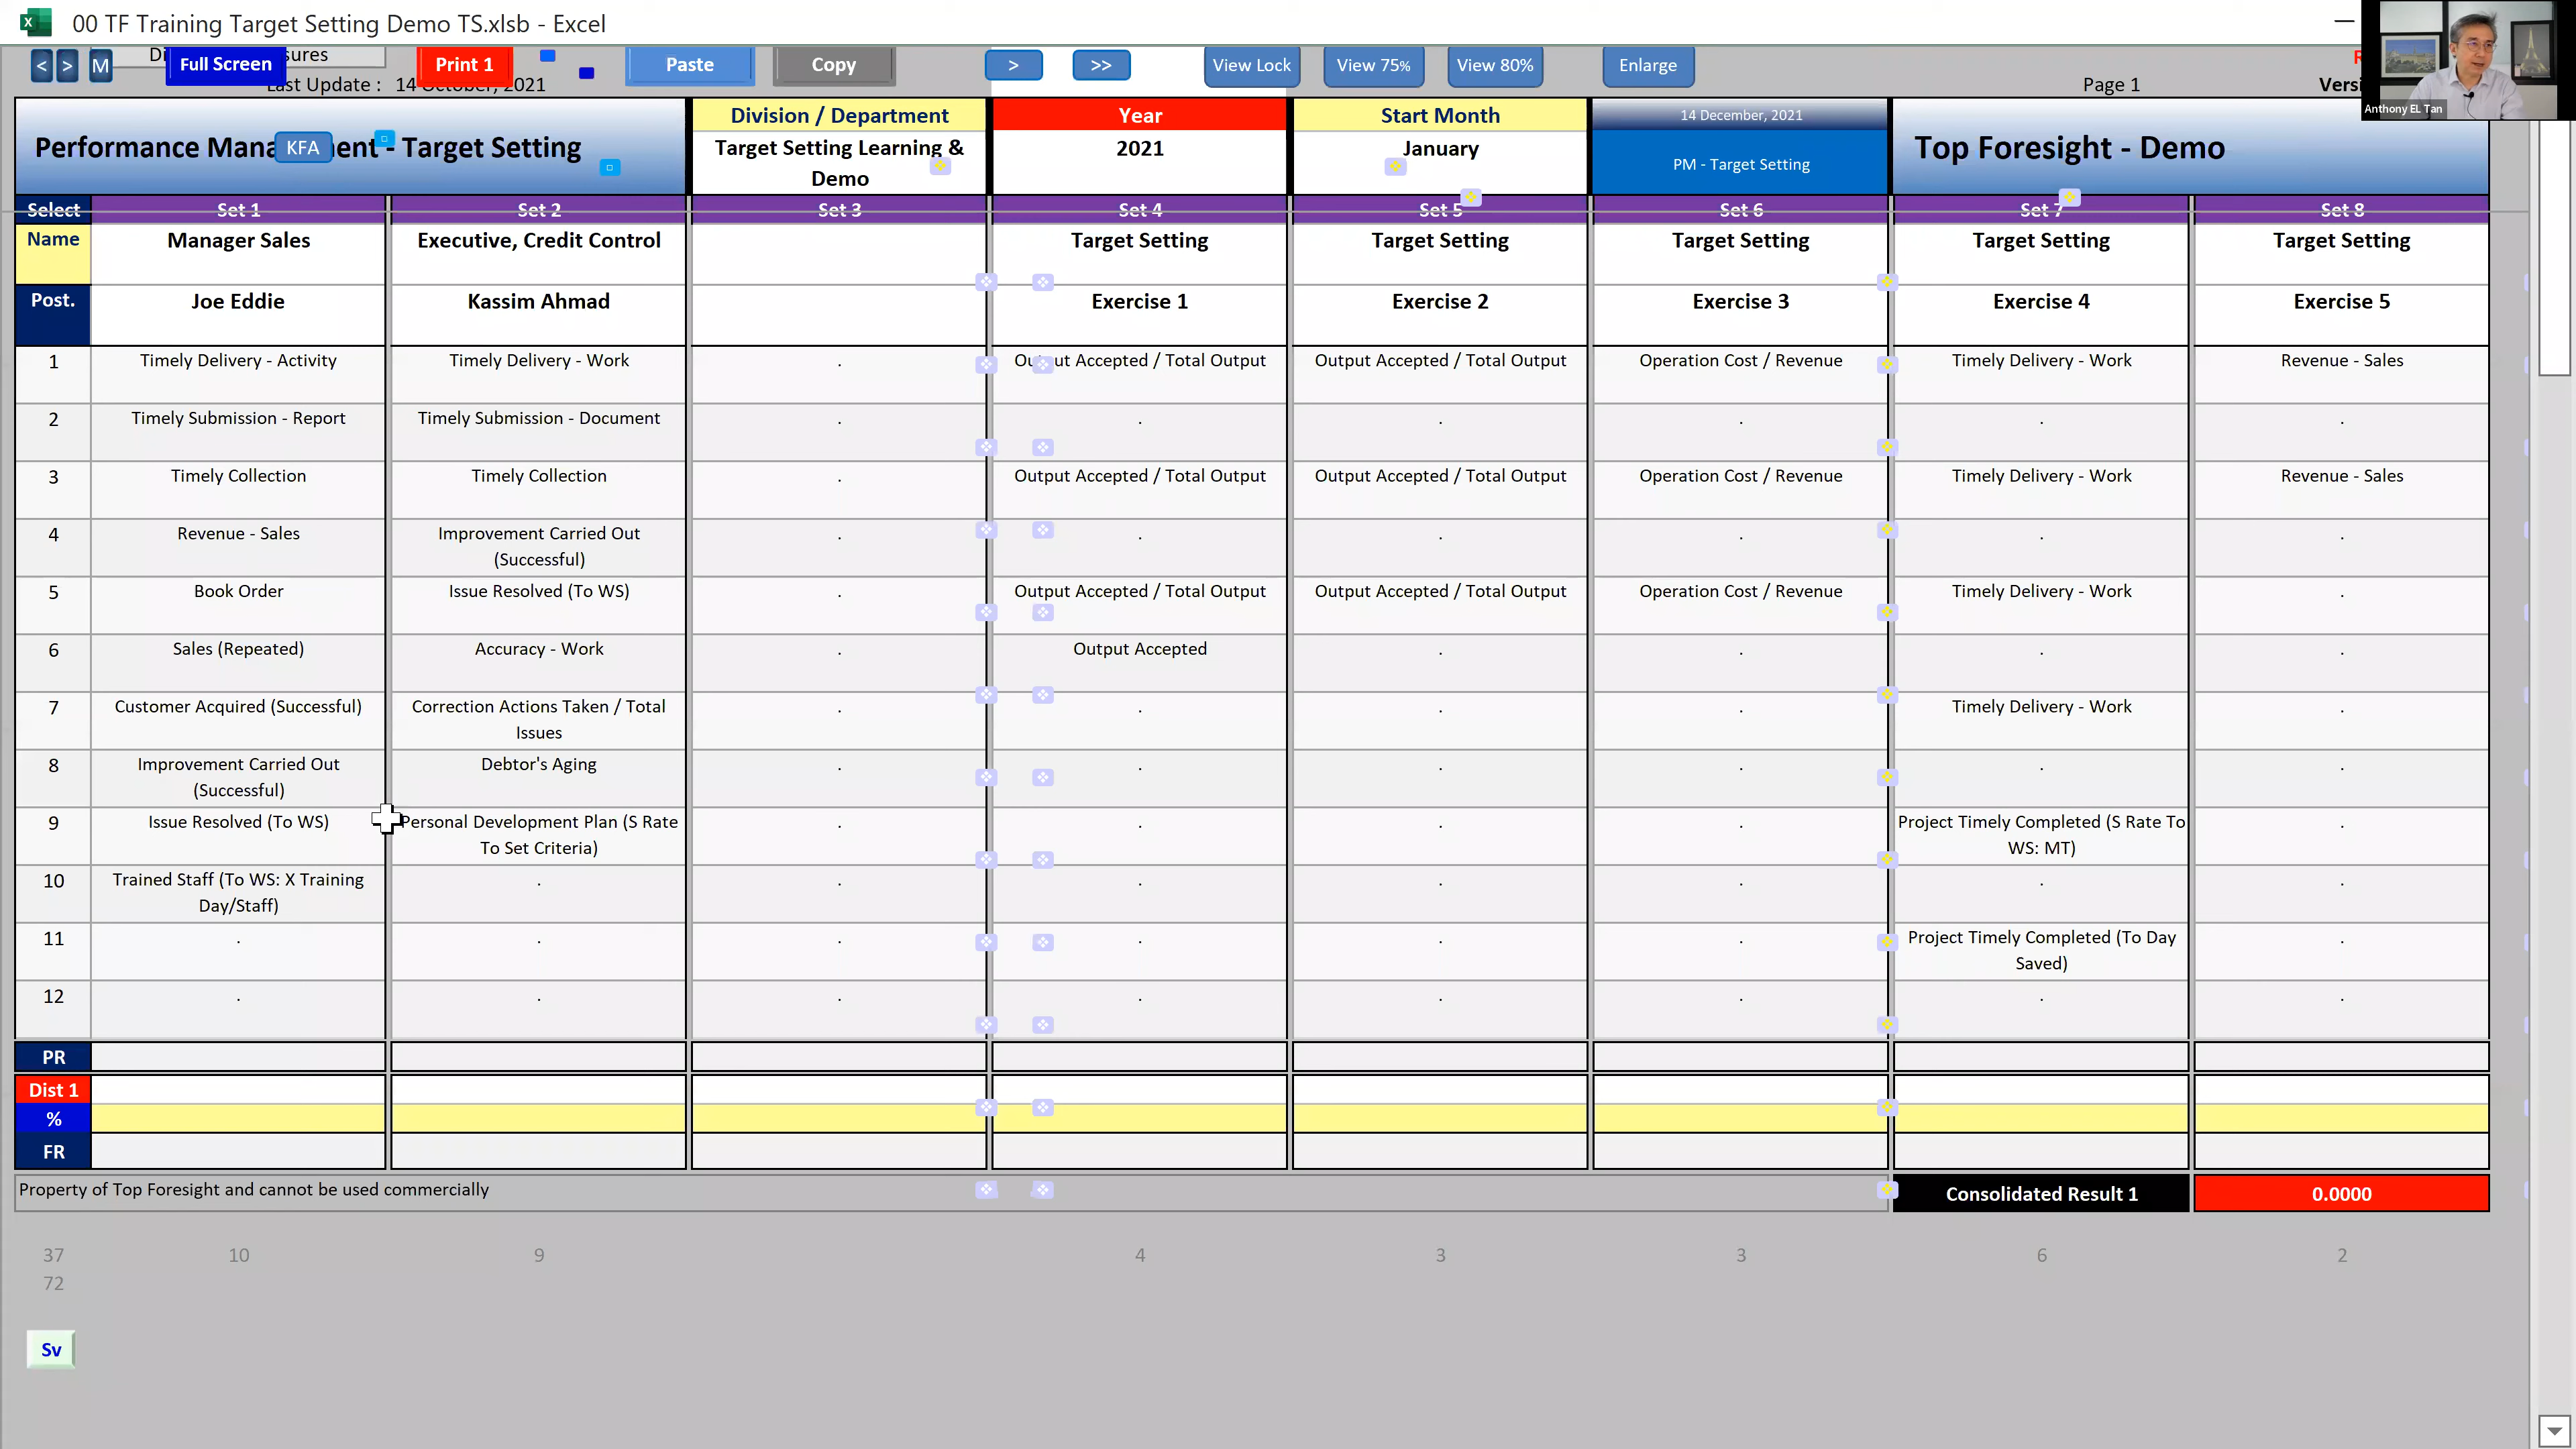 00 TF Training Target Setting Demo TS.xlsb - Excel
< > M Full Screen Print 1 Paste Copy > >> View Lock View 75% View 80% Enlarge
Last Update : 14 October, 2021 Page 1
Anthony EL Tan
Performance Management - Target Setting
KFA
Division / Department
Target Setting Learning &
Demo
Year
2021
Start Month
January
14 December, 2021
PM - Target Setting
Top Foresight - Demo
Select Set 1 Set 2 Set 3 Set 4 Set 5 Set 6 Set 7 Set 8
Name Manager Sales Executive, Credit Control Target Setting Target Setting Target Setting Target Setting Target Setting
Post. Joe Eddie Kassim Ahmad Exercise 1 Exercise 2 Exercise 3 Exercise 4 Exercise 5
1 Timely Delivery - Activity Timely Delivery - Work . Output Accepted / Total Output Output Accepted / Total Output Operation Cost / Revenue Timely Delivery - Work Revenue - Sales
2 Timely Submission - Report Timely Submission - Document . . . . . .
3 Timely Collection Timely Collection . Output Accepted / Total Output Output Accepted / Total Output Operation Cost / Revenue Timely Delivery - Work Revenue - Sales
4 Revenue - Sales Improvement Carried Out . . . . . .
(Successful)
5 Book Order Issue Resolved (To WS) . Output Accepted / Total Output Output Accepted / Total Output Operation Cost / Revenue Timely Delivery - Work .
6 Sales (Repeated) Accuracy - Work . Output Accepted . . . .
7 Customer Acquired (Successful) Correction Actions Taken / Total . . . . Timely Delivery - Work .
Issues
8 Improvement Carried Out Debtor's Aging . . . . . .
(Successful)
9 Issue Resolved (To WS) Personal Development Plan (S Rate . . . . Project Timely Completed (S Rate To .
To Set Criteria) WS: MT)
10 Trained Staff (To WS: X Training . . . . . . .
Day/Staff)
11 . . . . . . Project Timely Completed (To Day .
Saved)
12 . . . . . . . .
PR
Dist 1
%
FR
Property of Top Foresight and cannot be used commercially Consolidated Result 1 0.0000
37 10 9 4 3 3 6 2
72
Sv